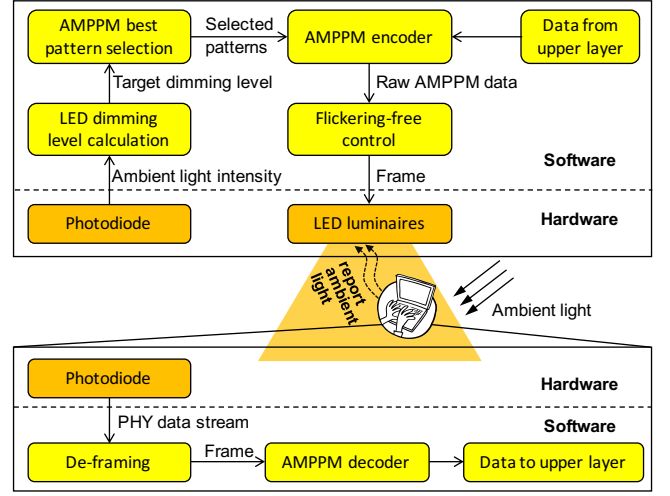 AMPPM best
pattern selection
Selected
patterns
AMPPM encoder
Data from
upper layer
Target dimming level
Raw AMPPM data
LED dimming
level calculation
Flickering-free
control
Software
Ambient light intensity
Frame
Photodiode
LED luminaires
Hardware
report
ambient
light
Ambient light
Photodiode
Hardware
PHY data stream
Software
De-framing
Frame
AMPPM decoder
Data to upper layer